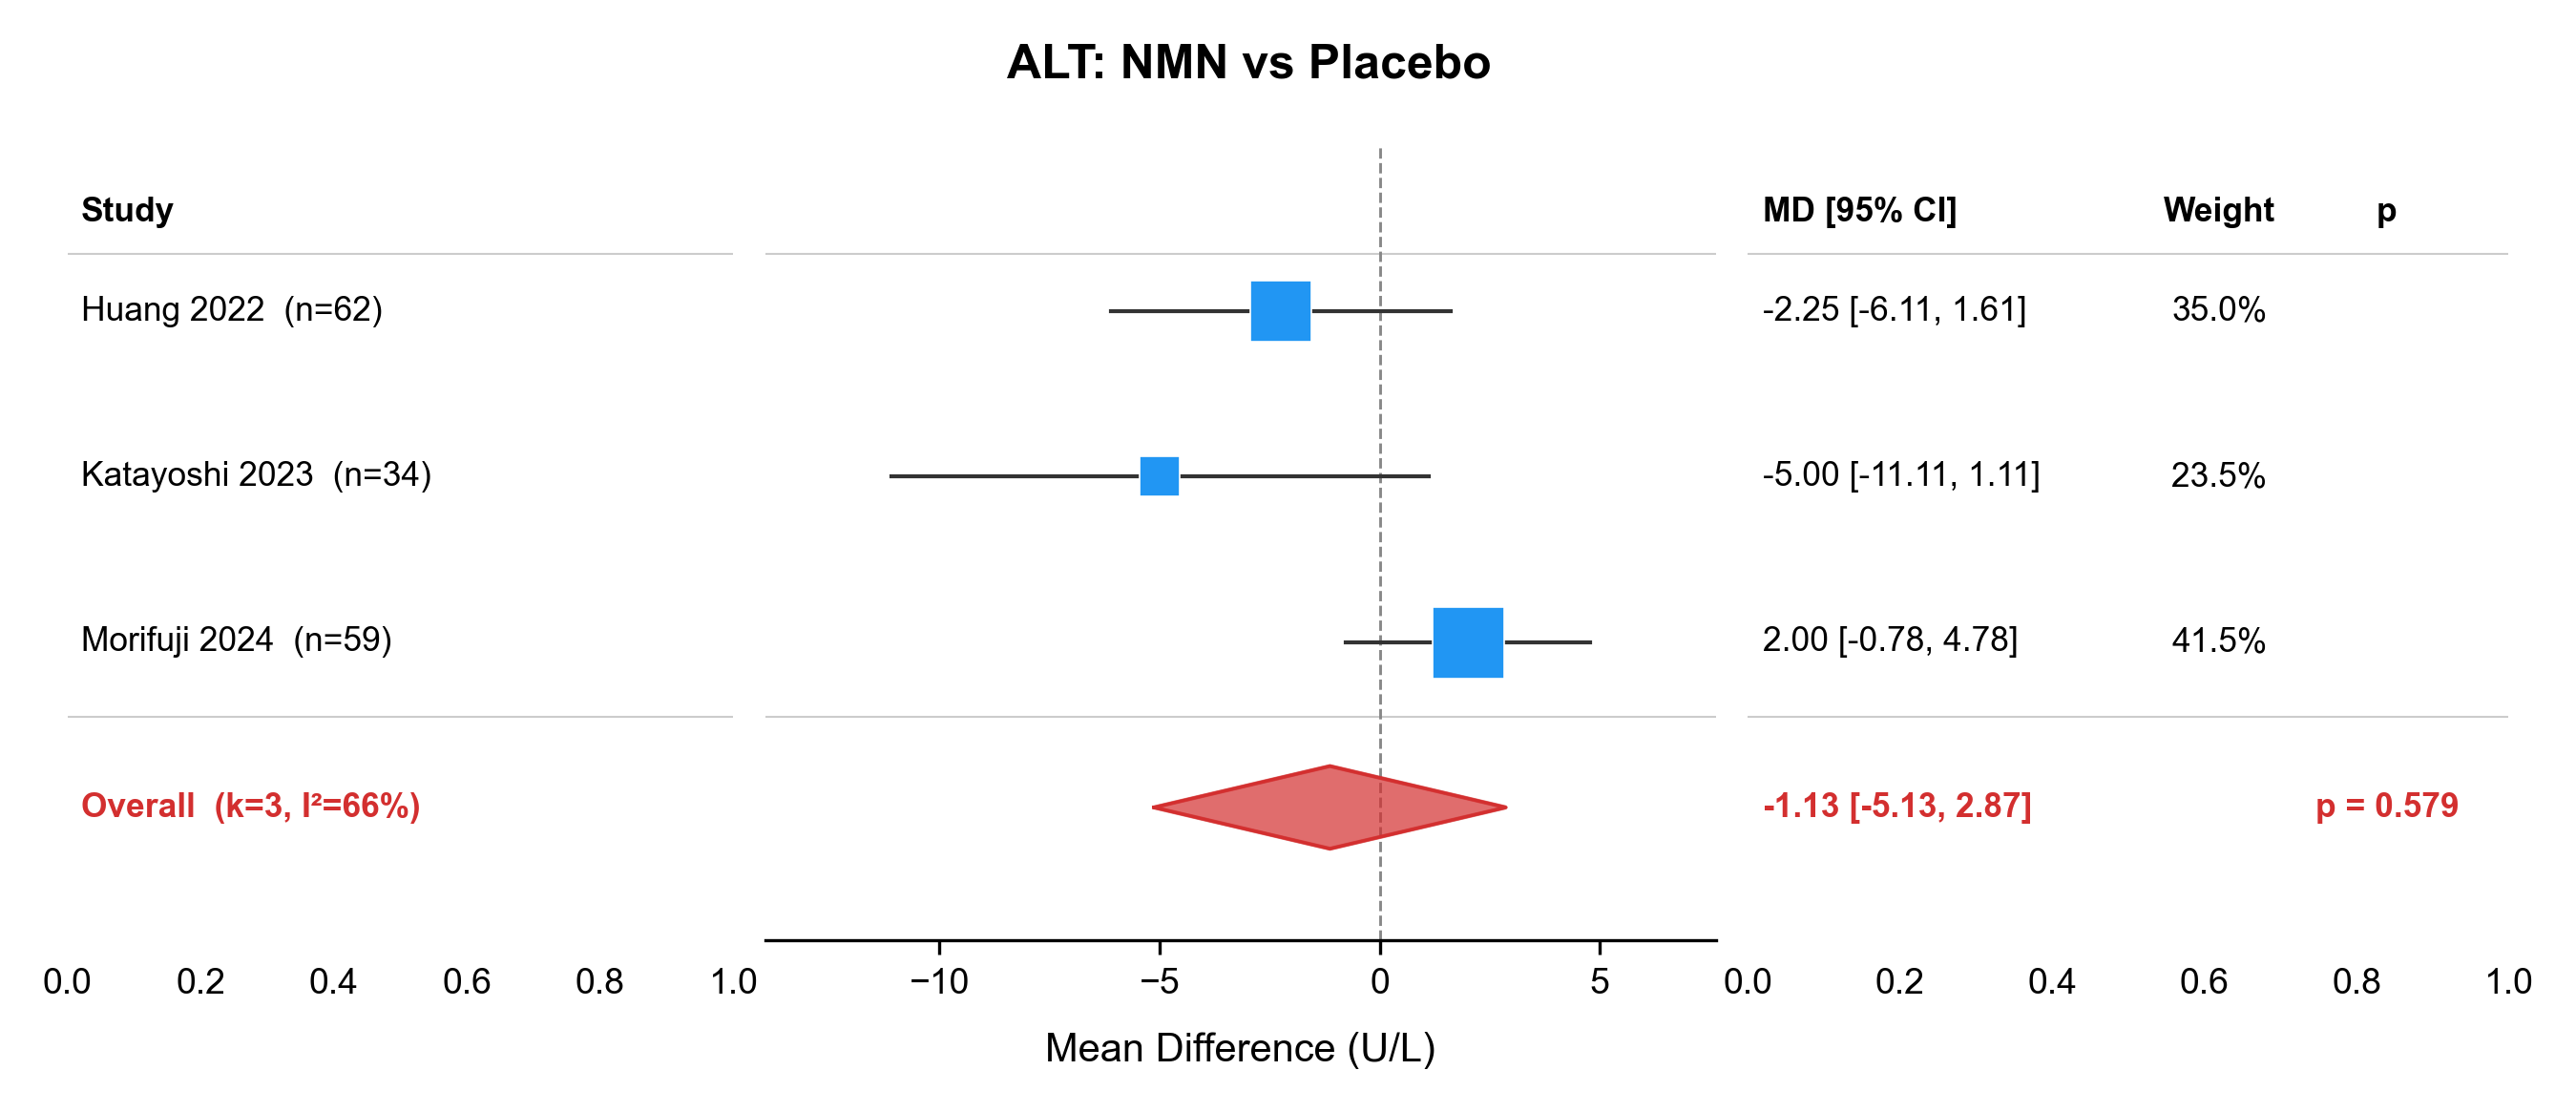 ALT: NMN vs Placebo
Study MD [95% CI] Weight p
Huang 2022 (n=62) -2.25 [-6.11, 1.61] 35.0%
Katayoshi 2023 (n=34) -5.00 [-11.11, 1.11] 23.5%
Morifuji 2024 (n=59) 2.00 [-0.78, 4.78] 41.5%
Overall (k=3, I²=66%) -1.13 [-5.13, 2.87] p = 0.579
0.0 0.2 0.4 0.6 0.8 1.0 −10 −5 0 5 0.0 0.2 0.4 0.6 0.8 1.0
Mean Difference (U/L)